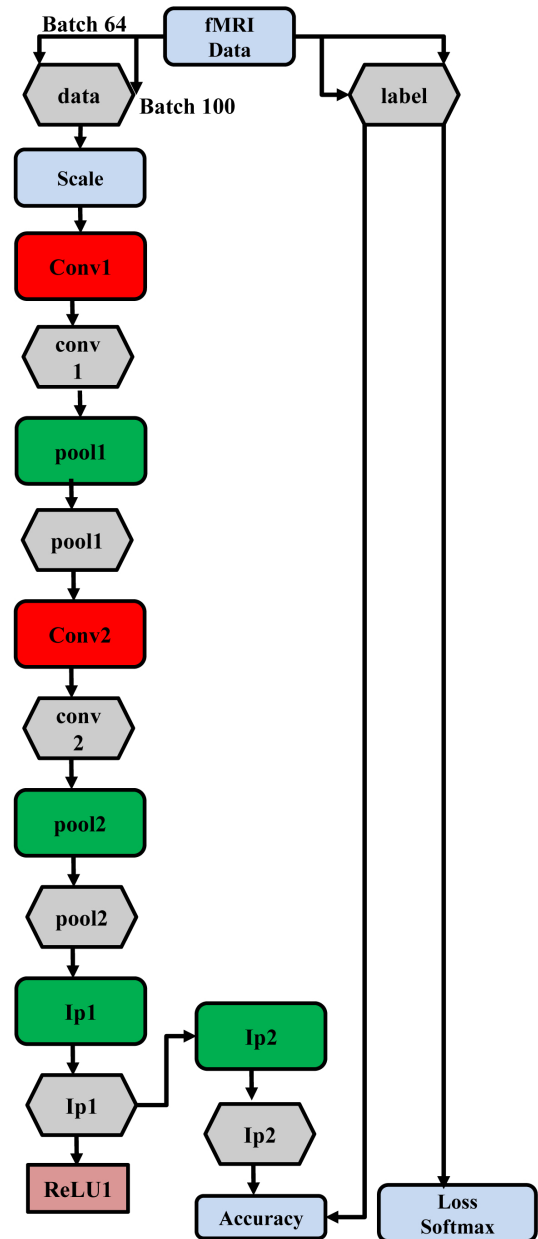 Batch 64
fMRI
Data
data
Batch 100
label
Scale
Conv1
conv
1
pool1
pool1
Conv2
conv
2
pool2
pool2
Ip1
Ip2
Ip1
Ip2
ReLU1
Accuracy
Loss
Softmax